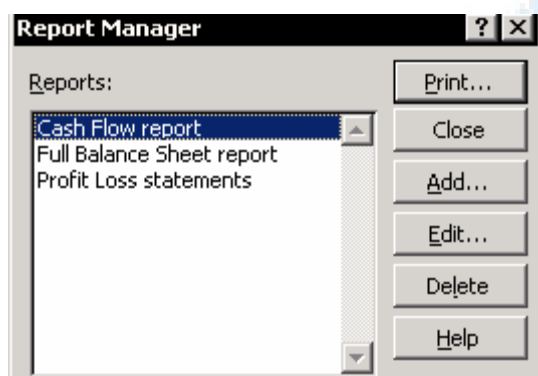 Report Manager
? X
Reports:
Print...
Cash Flow report
Close
Full Balance Sheet report
Profit Loss statements
Add...
Edit...
Delete
Help